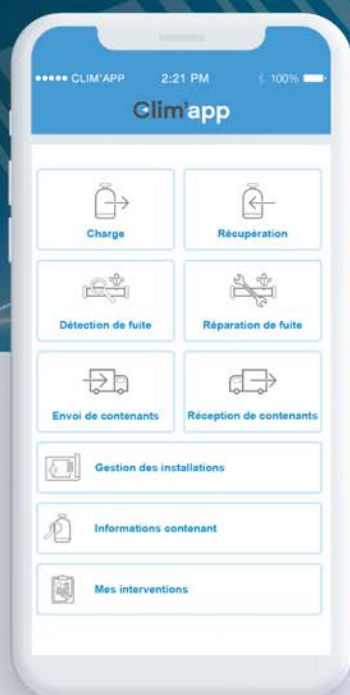 CLIM'APP 2:21 PM 100%
Clim'app
Charge Récupération
Détection de fuite Réparation de fuite
Envoi de contenants Réception de contenants
Gestion des installations
Informations contenant
Mes interventions